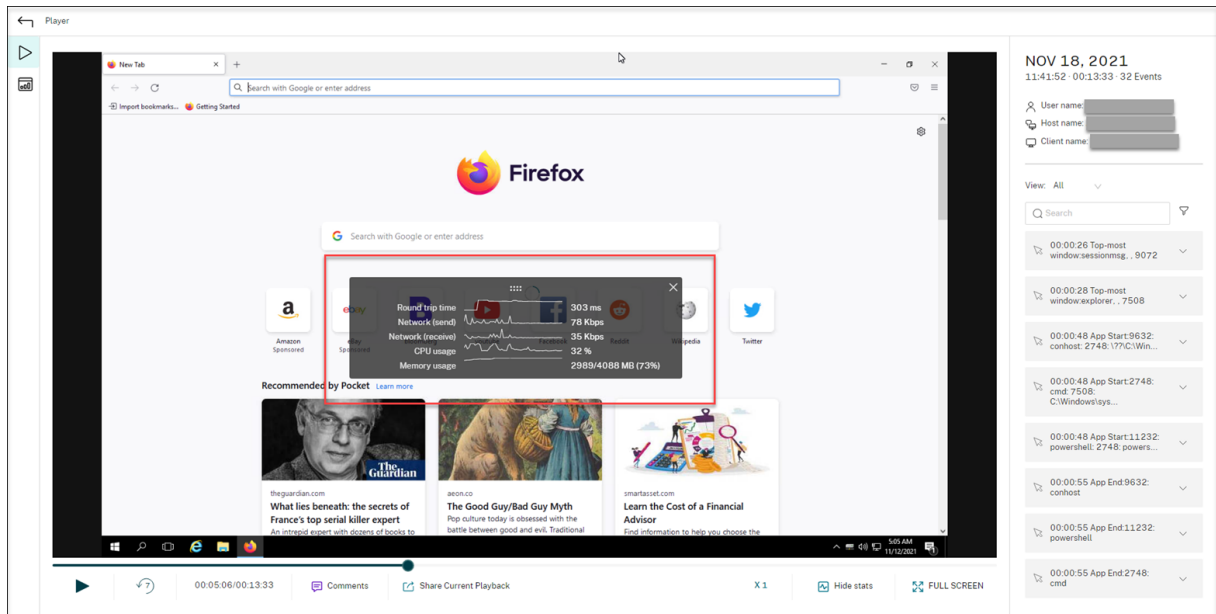 Player
NOV 18, 2021
11:41:52 · 00:13:33 · 32 Events
User name:
Host name:
Client name:
View: All
Search
00:00:26 Top-most
window:sessionmsg, , 9072
00:00:28 Top-most
window:explorer, , 7508
00:00:48 App Start:9632:
conhost: 2748: \??\C:\Win...
00:00:48 App Start:2748:
cmd: 7508:
C:\Windows\sys...
00:00:48 App Start:11232:
powershell: 2748: powers...
00:00:55 App End:9632:
conhost
00:00:55 App End:11232:
powershell
00:00:55 App End:2748:
cmd
New Tab
Search with Google or enter address
Import bookmarks... Getting Started
Firefox
Search with Google or enter address
Round trip time 303 ms
Network (send) 78 Kbps
Network (receive) 35 Kbps
CPU usage 32 %
Memory usage 2989/4088 MB (73%)
a ebay
Amazon eBay Facebook Reddit Wikipedia Twitter
Sponsored Sponsored
Recommended by Pocket Learn more
The
Guardian
theguardian.com
What lies beneath: the secrets of
France's top serial killer expert
An intrepid expert with dozens of books to
aeon.co
The Good Guy/Bad Guy Myth
Pop culture today is obsessed with the
battle between good and evil. Traditional
smartasset.com
Learn the Cost of a Financial
Advisor
Find information to help you choose the
5:05 AM
11/12/2021
7 00:05:06/00:13:33 Comments Share Current Playback X 1 Hide stats FULL SCREEN